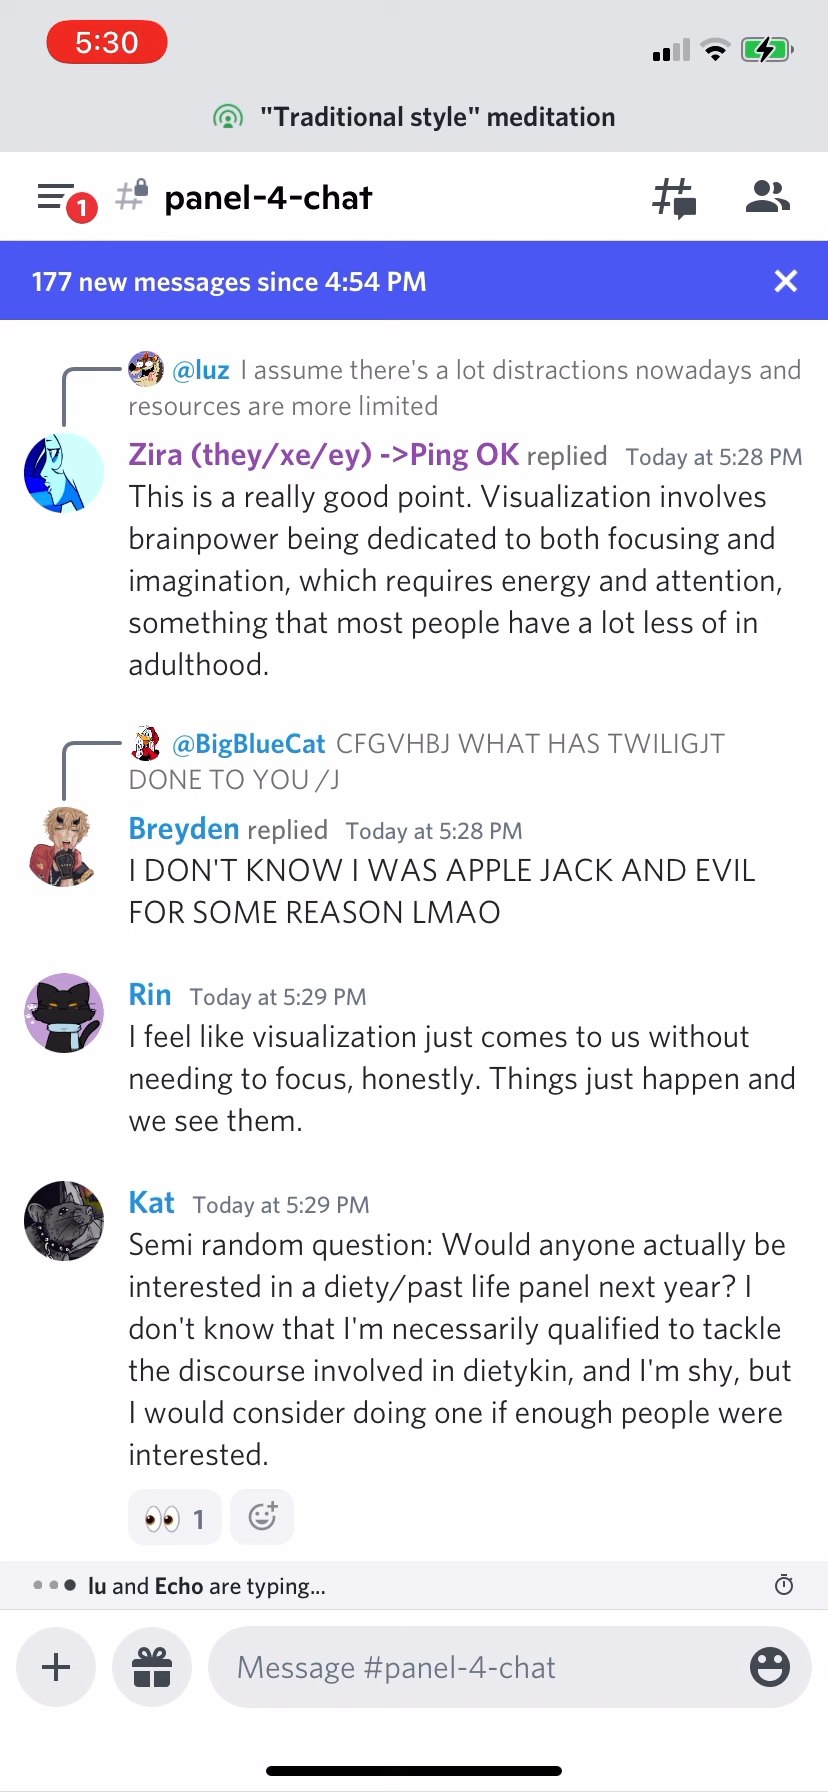 5:30
"Traditional style" meditation
1
panel-4-chat
177 new messages since 4:54 PM
@luz I assume there's a lot distractions nowadays and
resources are more limited
Zira (they/xe/ey) ->Ping OK replied Today at 5:28 PM
This is a really good point. Visualization involves
brainpower being dedicated to both focusing and
imagination, which requires energy and attention,
something that most people have a lot less of in
adulthood.
@BigBlueCat CFGVHBJ WHAT HAS TWILIGJT
DONE TO YOU /J
Breyden replied Today at 5:28 PM
I DON'T KNOW I WAS APPLE JACK AND EVIL
FOR SOME REASON LMAO
Rin Today at 5:29 PM
I feel like visualization just comes to us without
needing to focus, honestly. Things just happen and
we see them.
Kat Today at 5:29 PM
Semi random question: Would anyone actually be
interested in a diety/past life panel next year? I
don't know that I'm necessarily qualified to tackle
the discourse involved in dietykin, and I'm shy, but
I would consider doing one if enough people were
interested.
1
lu and Echo are typing...
Message #panel-4-chat